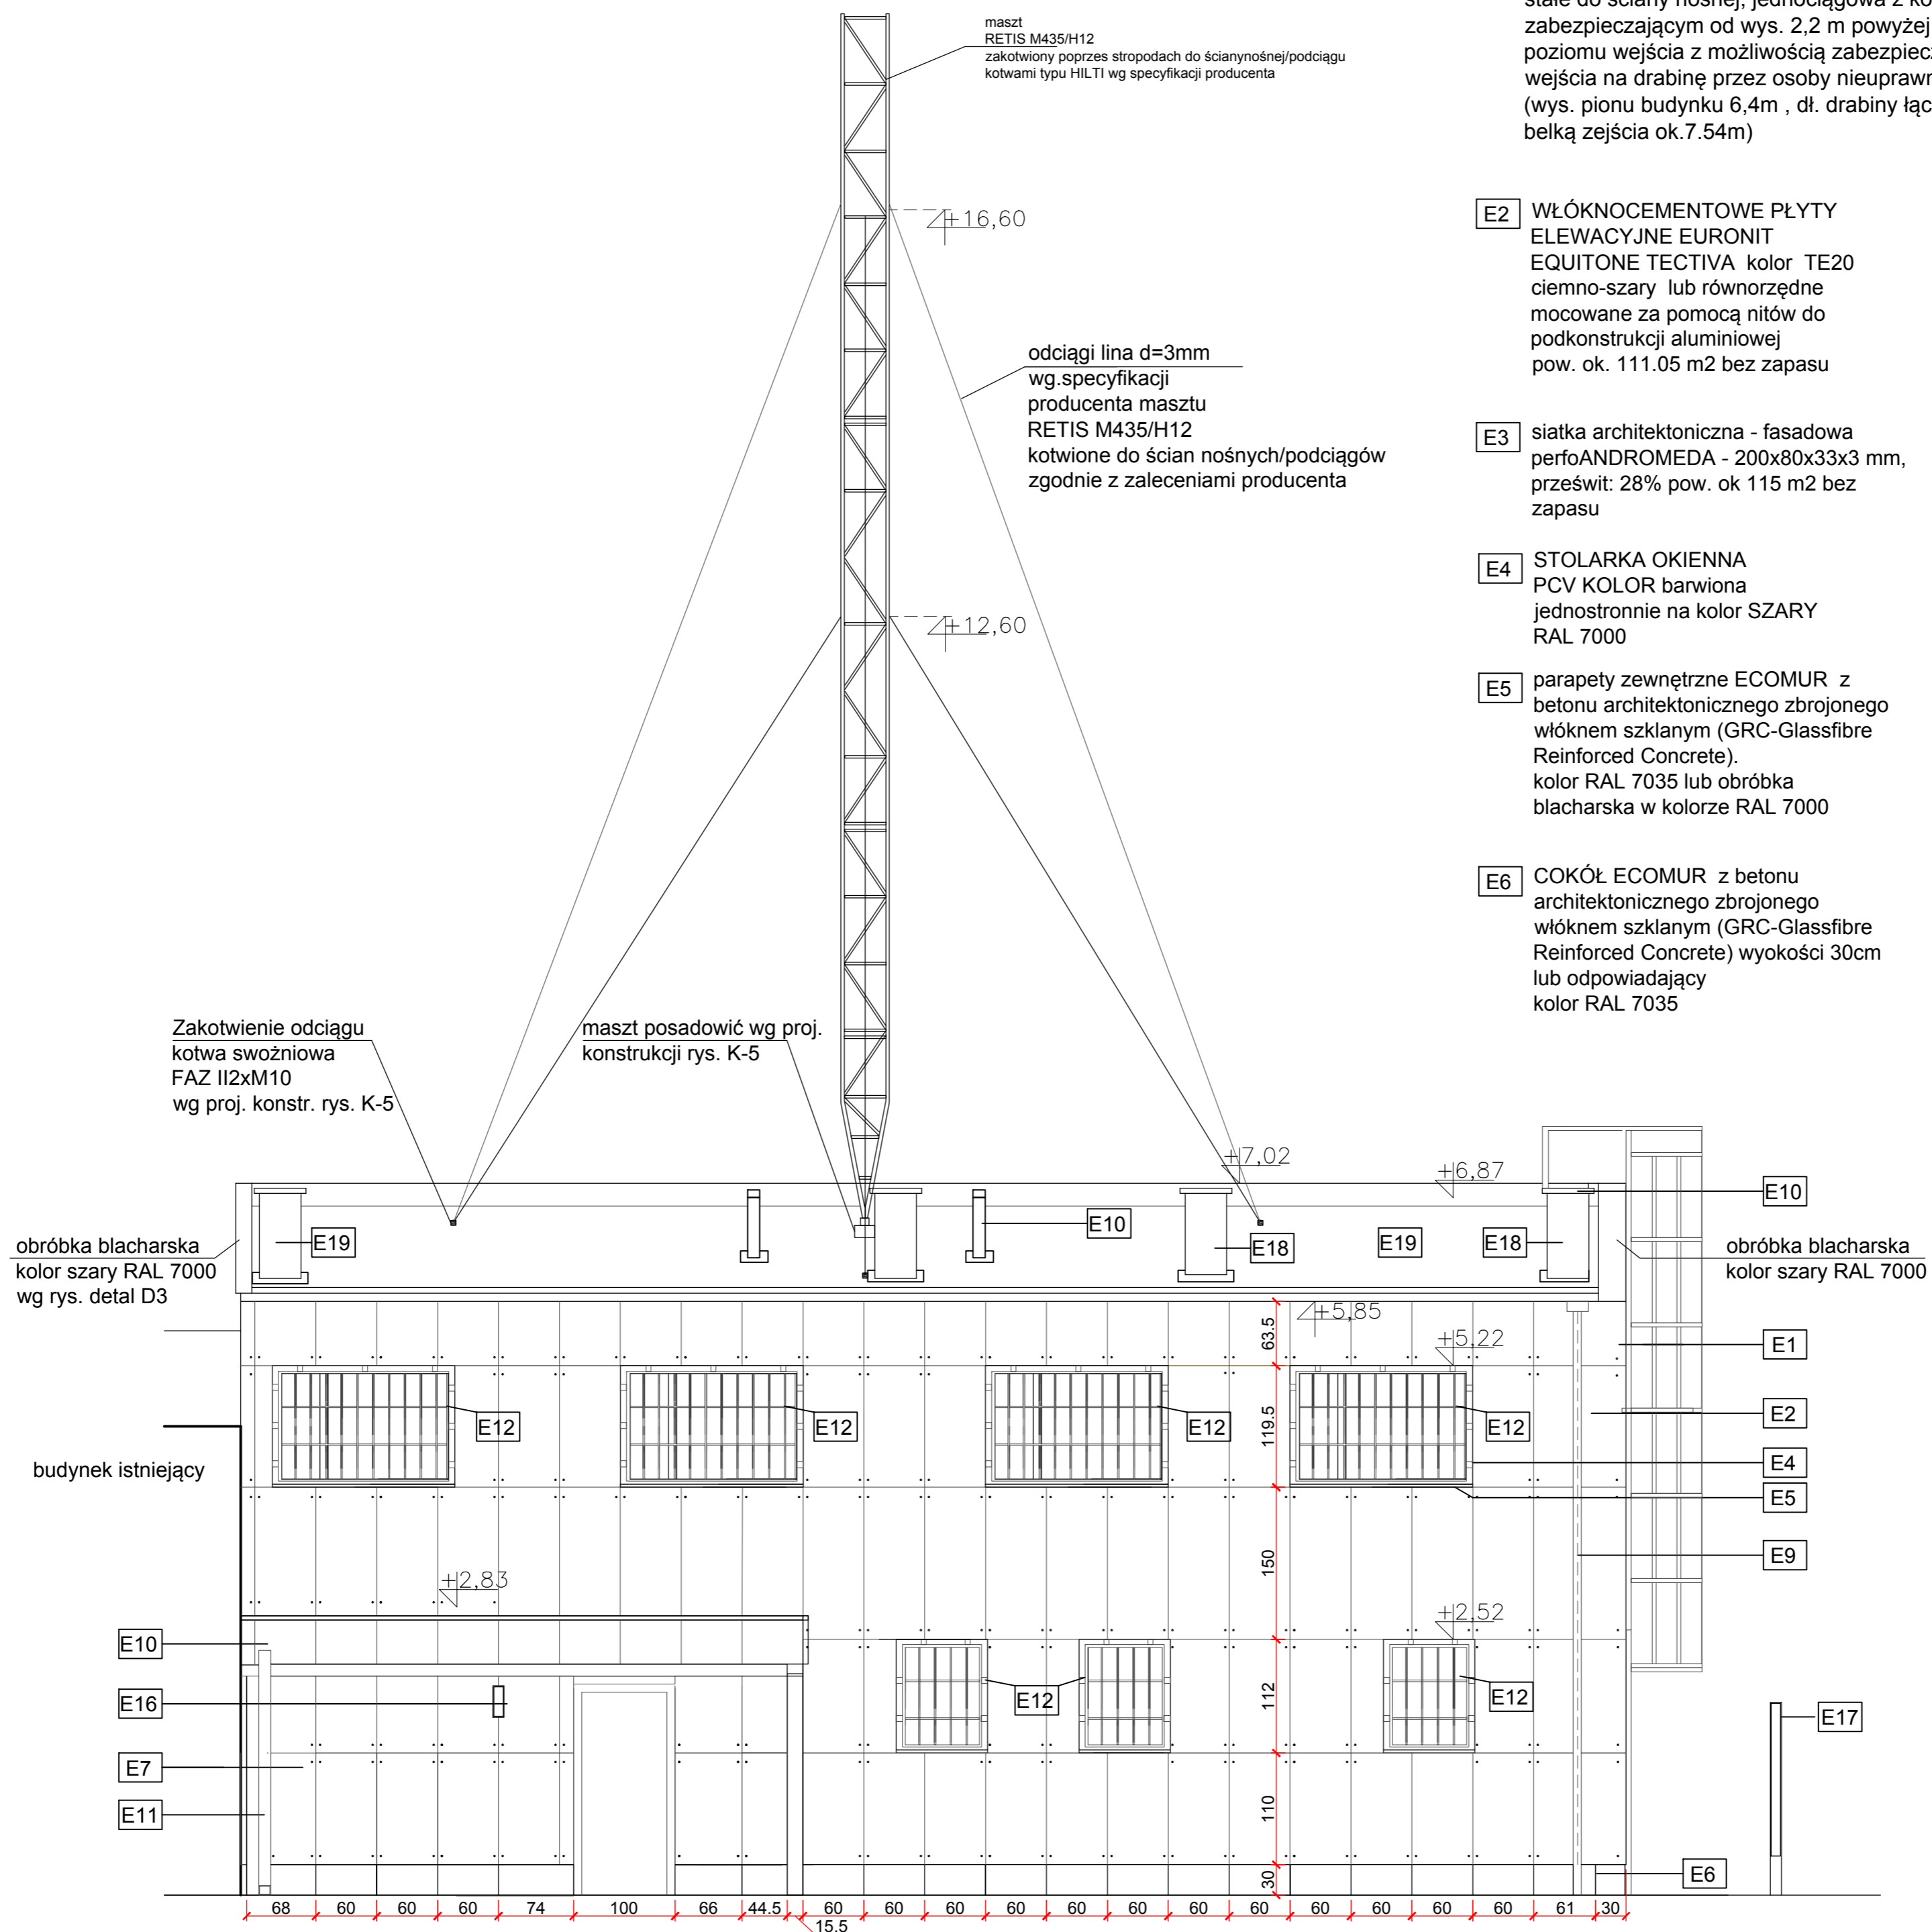 maszt
RETIS M435/H12
zakotwiony poprzes stropodach do ścianynośnej/podciągu
kotwami typu HILTI wg specyfikacji producenta
stałe do ściany nośnej, jednociągowa z
zabezpieczającym od wys. 2,2 m powyżej
poziomu wejścia z możliwością
wejścia na drabinę przez osoby
(wys. pionu budynku 6,4m , dł. drabiny
belką zejścia ok.7.54m)
+16,60
E2 WŁÓKNOCEMENTOWE PŁYTY
ELEWACYJNE EURONIT
EQUITONE TECTIVA kolor TE20
ciemno-szary lub równorzędne
mocowane za pomocą nitów do
podkonstrukcji aluminiowej
pow. ok. 111.05 m2 bez zapasu
odciągi lina d=3mm
wg.specyfikacji
producenta masztu
RETIS M435/H12
kotwione do ścian nośnych/podciągów
zgodnie z zaleceniami producenta
E3 siatka architektoniczna - fasadowa
perfoANDROMEDA - 200x80x33x3 mm,
prześwit: 28% pow. ok 115 m2 bez
zapasu
E4 STOLARKA OKIENNA
PCV KOLOR barwiona
jednostronnie na kolor SZARY
RAL 7000
+12,60
E5 parapety zewnętrzne ECOMUR z
betonu architektonicznego zbrojonego
włóknem szklanym (GRC-Glassfibre
Reinforced Concrete).
kolor RAL 7035 lub obróbka
blacharska w kolorze RAL 7000
E6 COKÓŁ ECOMUR z betonu
architektonicznego zbrojonego
włóknem szklanym (GRC-Glassfibre
Reinforced Concrete) wyokości 30cm
lub odpowiadający
kolor RAL 7035
Zakotwienie odciągu
kotwa swożniowa
FAZ II2xM10
wg proj. konstr. rys. K-5
maszt posadowić wg proj.
konstrukcji rys. K-5
+7,02
+6,87
E10
E10
E19
E18
E19
E18
obróbka blacharska
kolor szary RAL 7000
wg rys. detal D3
obróbka blacharska
kolor szary RAL 7000
63.5
+5,85
+5,22
E1
119.5
E12
E12
E12
E12
E2
budynek istniejący
E4
E5
150
E9
+2,83
+2,52
E10
112
E12
E12
E16
E17
E7
110
E11
30
E6
68 60 60 60 74 100 66 44.5 15.5 60 60 60 60 60 60 60 60 60 60 60 60 61 30